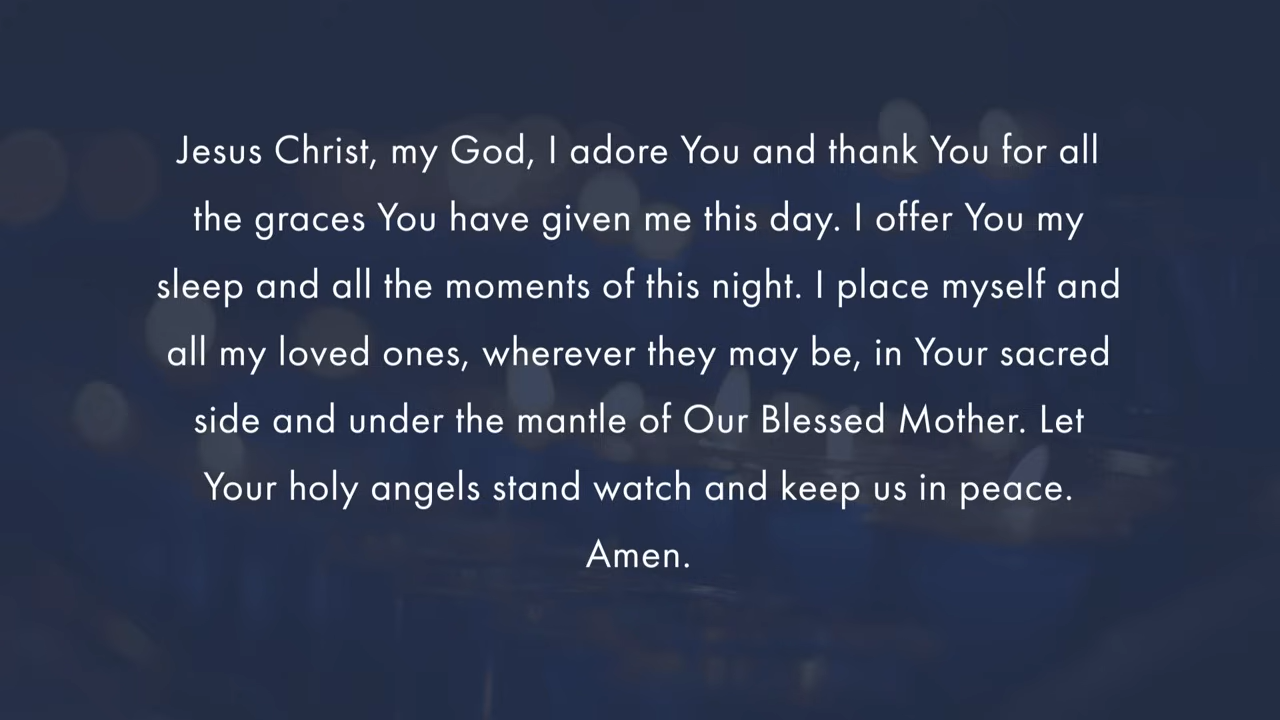 Jesus Christ, my God, I adore You and thank You for all
the graces You have given me this day. I offer You my
sleep and all the moments of this night. I place myself and
all my loved ones, wherever they may be, in Your sacred
side and under the mantle of Our Blessed Mother. Let
Your holy angels stand watch and keep us in peace.
Amen.